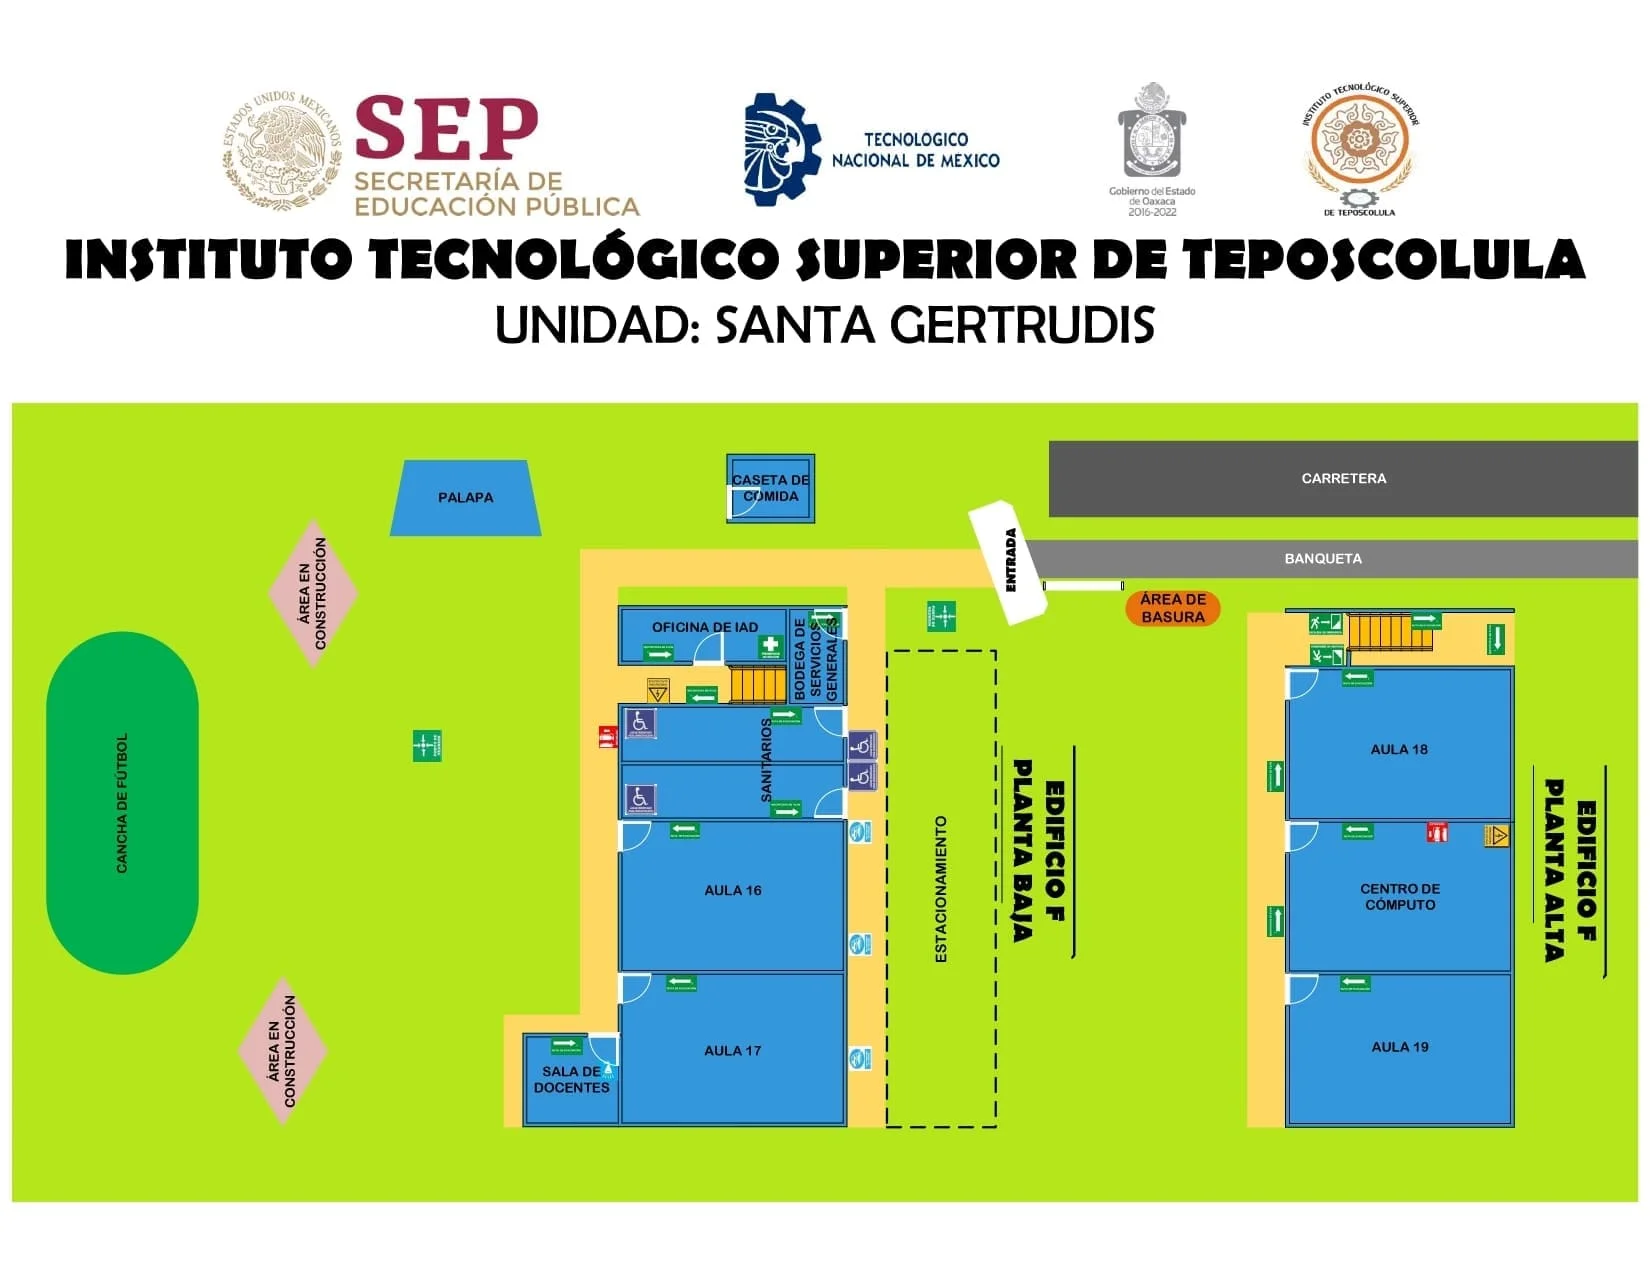 ESTADOS UNIDOS MEXICANOS
SEP
SECRETARÍA DE
EDUCACIÓN PÚBLICA
TECNOLOGICO
NACIONAL DE MEXICO
Gobierno del Estado
de Oaxaca
2016-2022
INSTITUTO TECNOLÓGICO SUPERIOR
DE TEPOSCOLULA
INSTITUTO TECNOLÓGICO SUPERIOR DE TEPOSCOLULA
UNIDAD: SANTA GERTRUDIS
PALAPA
CASETA DE
COMIDA
CARRETERA
ENTRADA
BANQUETA
ÁREA EN
CONSTRUCCIÓN
ÁREA DE
BASURA
OFICINA DE IAD
BODEGA DE
SERVICIOS
GENERALES
SANITARIOS
CANCHA DE FÚTBOL
AULA 16
AULA 17
SALA DE
DOCENTES
ÁREA EN
CONSTRUCCIÓN
ESTACIONAMIENTO
EDIFICIO F
PLANTA BAJA
AULA 18
CENTRO DE
CÓMPUTO
AULA 19
EDIFICIO F
PLANTA ALTA